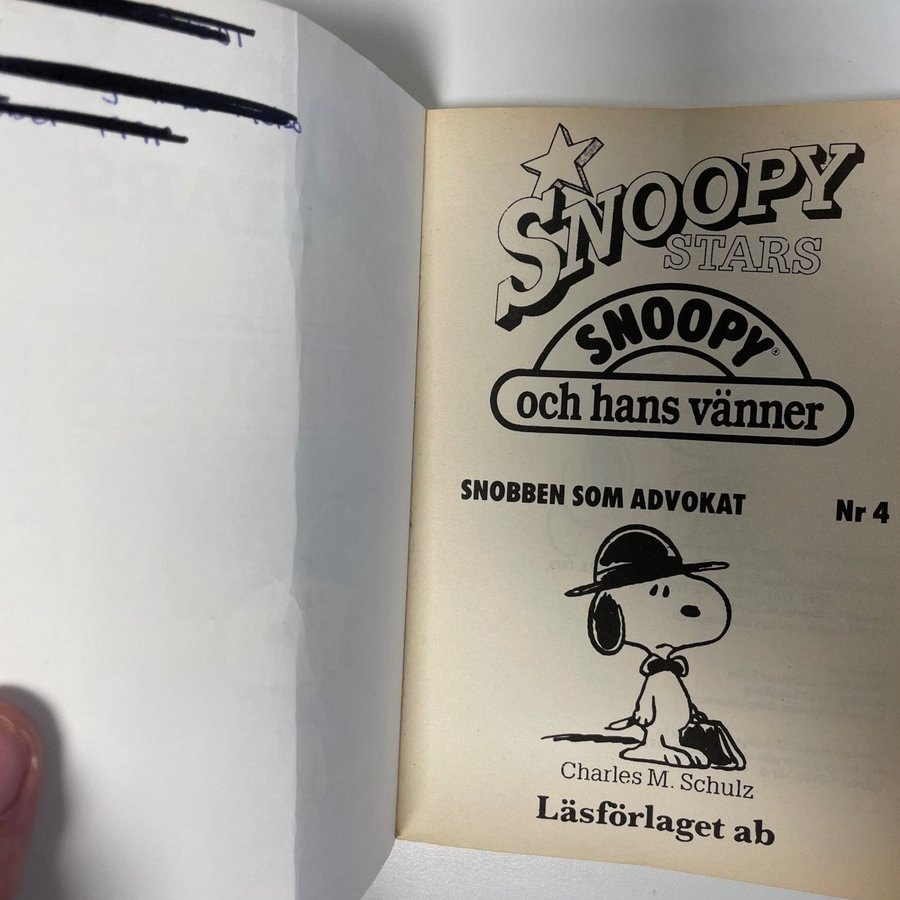 SNOOPY
STARS
SNOOPY®
och hans vänner
SNOBBEN SOM ADVOKAT Nr 4
Charles M. Schulz
Läsförlaget ab